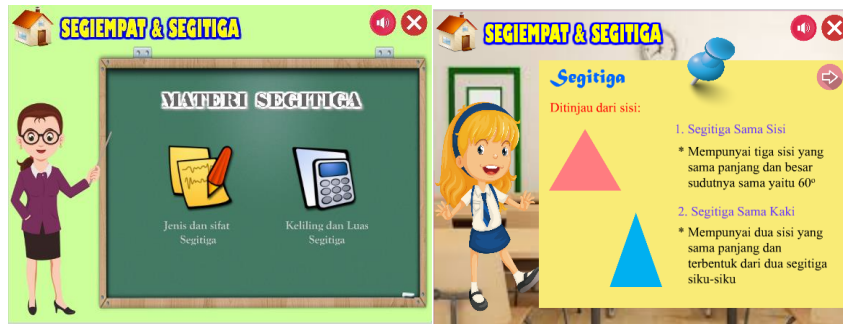 SEGIEMPAT & SEGITIGA
MATERI SEGITIGA
Jenis dan sifat
Segitiga
Keliling dan Luas
Segitiga
SEGIEMPAT & SEGITIGA
Segitiga
Ditinjau dari sisi:
1. Segitiga Sama Sisi
* Mempunyai tiga sisi yang
sama panjang dan besar
sudutnya sama yaitu 60º
2. Segitiga Sama Kaki
* Mempunyai dua sisi yang
sama panjang dan
terbentuk dari dua segitiga
siku-siku